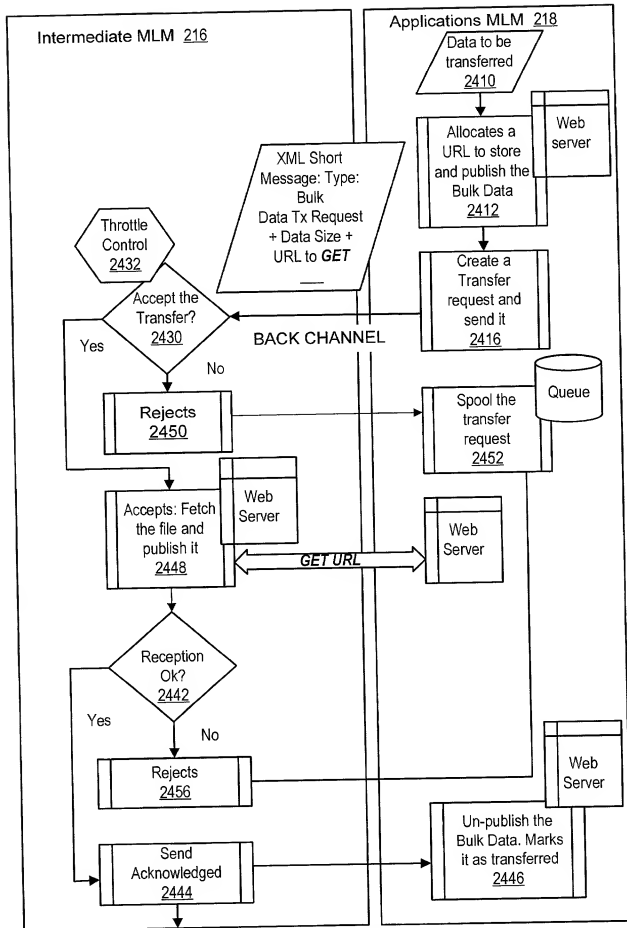 Intermediate MLM 216
Applications MLM 218
Data to be
transferred
2410
Web
server
Allocates a
URL to store
and publish the
Bulk Data
2412
XML Short
Message: Type:
Bulk
Data Tx Request
+ Data Size +
URL to GET
Throttle
Control
2432
Create a
Transfer
request and
send it
2416
Accept the
Transfer?
2430
BACK CHANNEL
Yes
No
Queue
Rejects
2450
Spool the
transfer
request
2452
Web
Server
Accepts: Fetch
the file and
publish it
2448
Web
Server
GET URL
Reception
Ok?
2442
Yes
No
Web
Server
Rejects
2456
Un-publish the
Bulk Data. Marks
it as transferred
2446
Send
Acknowledged
2444